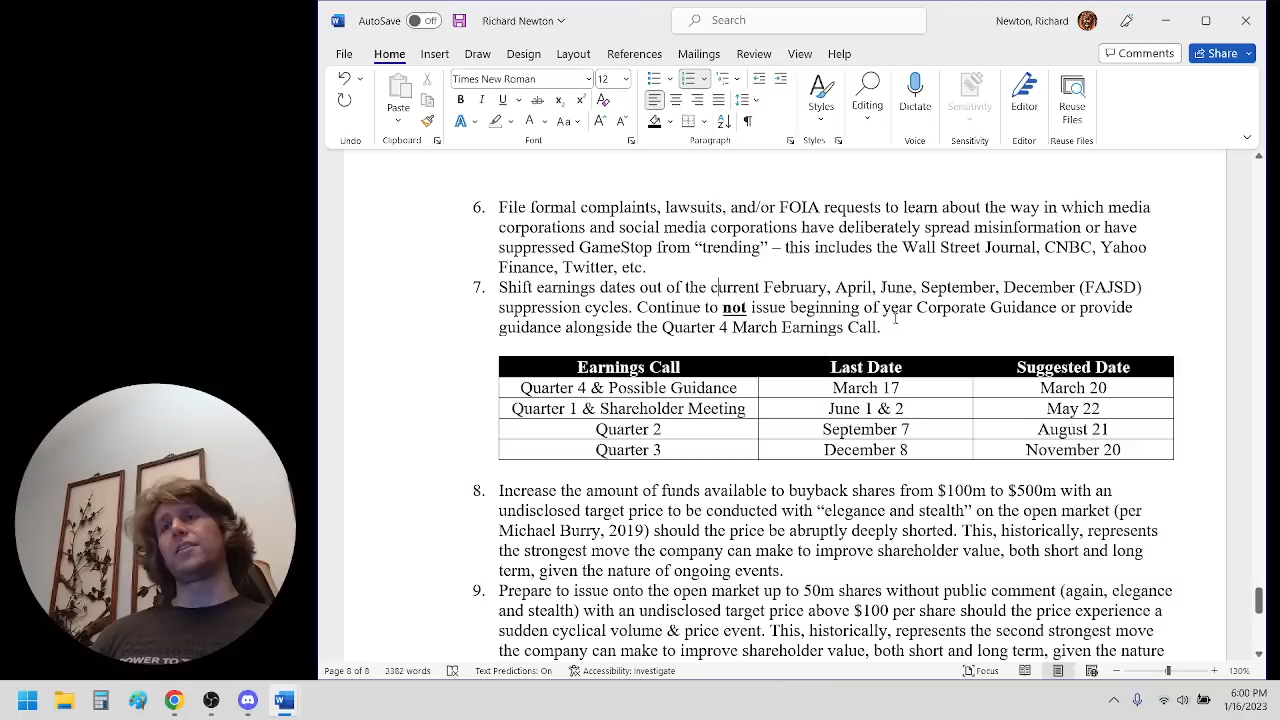 AutoSave Off Richard Newton Search Newton, Richard
File Home Insert Draw Design Layout References Mailings Review View Help Comments Share
Times New Roman 12
Paste Styles Editing Dictate Sensitivity Editor Reuse Files
Undo Clipboard Font Paragraph Styles Voice Sensitivity Editor Reuse Files
6. File formal complaints, lawsuits, and/or FOIA requests to learn about the way in which media
corporations and social media corporations have deliberately spread misinformation or have
suppressed GameStop from “trending” – this includes the Wall Street Journal, CNBC, Yahoo
Finance, Twitter, etc.
7. Shift earnings dates out of the current February, April, June, September, December (FAJSD)
suppression cycles. Continue to not issue beginning of year Corporate Guidance or provide
guidance alongside the Quarter 4 March Earnings Call.
Earnings Call Last Date Suggested Date
Quarter 4 & Possible Guidance March 17 March 20
Quarter 1 & Shareholder Meeting June 1 & 2 May 22
Quarter 2 September 7 August 21
Quarter 3 December 8 November 20
8. Increase the amount of funds available to buyback shares from $100m to $500m with an
undisclosed target price to be conducted with “elegance and stealth” on the open market (per
Michael Burry, 2019) should the price be abruptly deeply shorted. This, historically, represents
the strongest move the company can make to improve shareholder value, both short and long
term, given the nature of ongoing events.
9. Prepare to issue onto the open market up to 50m shares without public comment (again, elegance
and stealth) with an undisclosed target price above $100 per share should the price experience a
sudden cyclical volume & price event. This, historically, represents the second strongest move
the company can make to improve shareholder value, both short and long term, given the nature
Page 8 of 8 3382 words Text Predictions: On Accessibility: Investigate Focus 130%
6:00 PM
1/16/2023